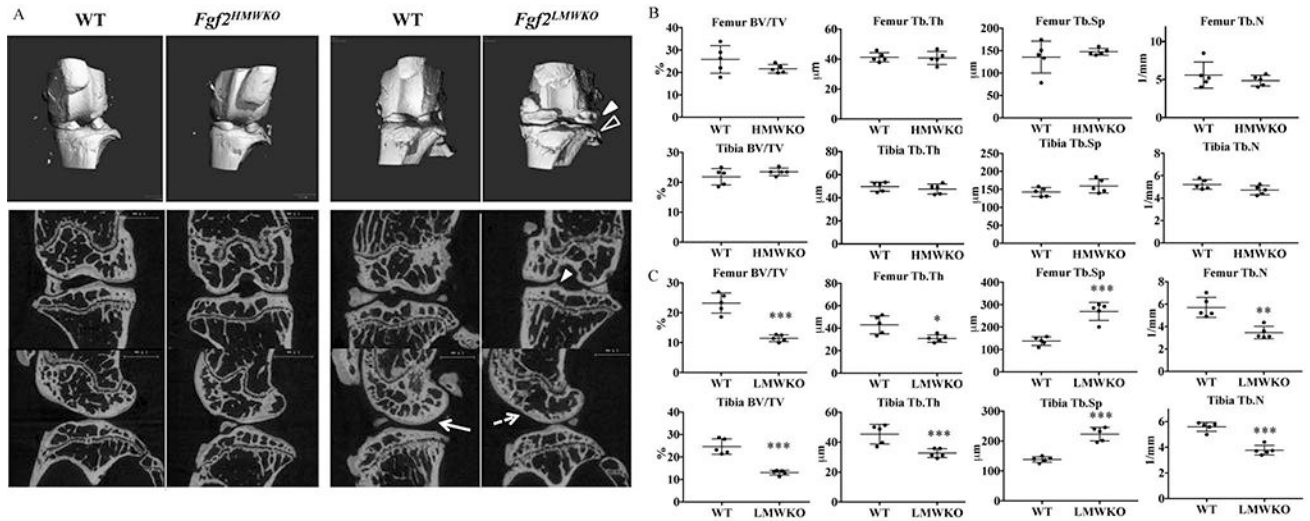 A
WT
Fgf2HMWKO
WT
Fgf2LMWKO
B
Femur BV/TV
40
30
20
10
0
%
WT
HMWKO
Femur Tb.Th
80
60
40
20
0
μm
WT
HMWKO
Femur Tb.Sp
200
150
100
50
0
μm
WT
HMWKO
Femur Tb.N
10
5
0
1/mm
WT
HMWKO
Tibia BV/TV
40
30
20
10
0
%
WT
HMWKO
Tibia Tb.Th
100
80
60
40
20
0
μm
WT
HMWKO
Tibia Tb.Sp
250
200
150
100
50
0
μm
WT
HMWKO
Tibia Tb.N
8
6
4
2
0
1/mm
WT
HMWKO
C
Femur BV/TV
30
20
10
0
%
***
WT
LMWKO
Femur Tb.Th
80
60
40
20
0
μm
*
WT
LMWKO
Femur Tb.Sp
400
300
200
100
0
μm
***
WT
LMWKO
Femur Tb.N
8
6
4
2
0
1/mm
**
WT
LMWKO
Tibia BV/TV
40
30
20
10
0
%
***
WT
LMWKO
Tibia Tb.Th
60
40
20
0
μm
***
WT
LMWKO
Tibia Tb.Sp
300
200
100
0
μm
***
WT
LMWKO
Tibia Tb.N
6
4
2
0
1/mm
***
WT
LMWKO